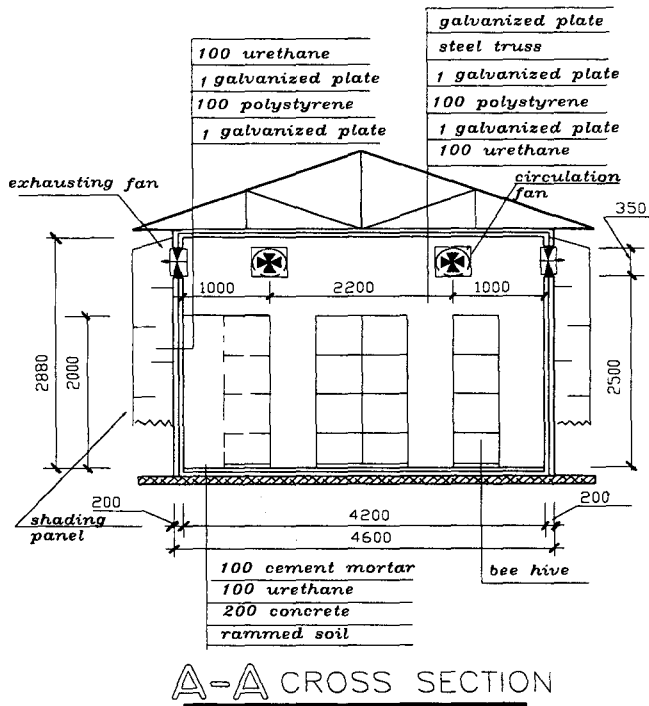 100 urethane
1 galvanized plate
100 polystyrene
1 galvanized plate
galvanized plate
steel truss
1 galvanized plate
100 polystyrene
1 galvanized plate
100 urethane
exhausting fan
circulation
fan
350
1000
2200
1000
2880
2000
2500
shading
panel
200
4200
200
4600
100 cement mortar
100 urethane
200 concrete
rammed soil
bee hive
A-A CROSS SECTION